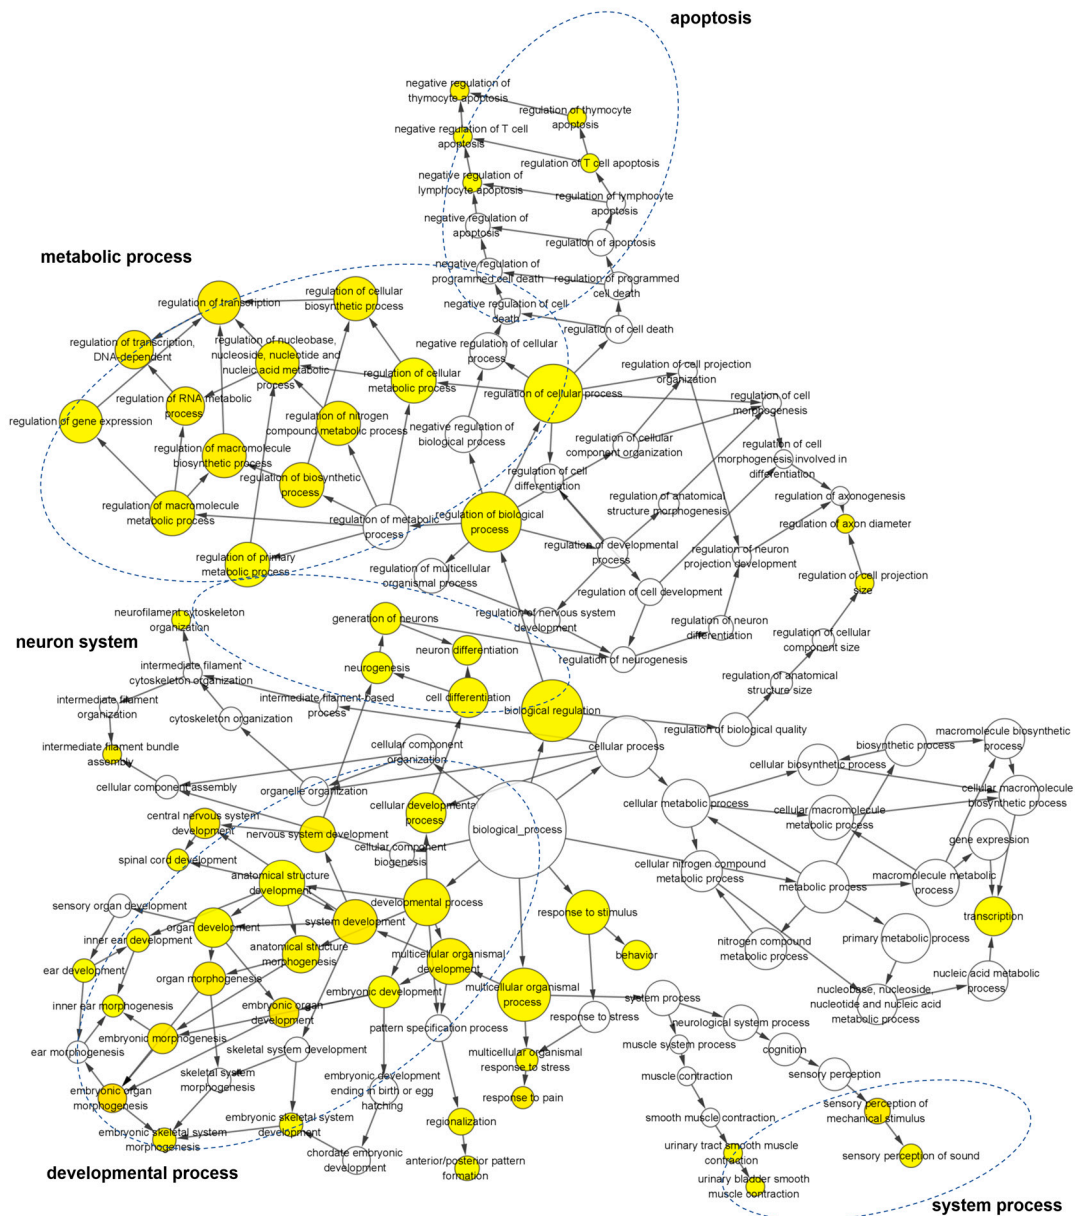 apoptosis
negative regulation of
thymocyte apoptosis
regulation of thymocyte
apoptosis
negative regulation of T cell
apoptosis
regulation of T cell apoptosis
negative regulation of
lymphocyte apoptosis
regulation of lymphocyte
apoptosis
negative regulation of
apoptosis
regulation of apoptosis
negative regulation of
programmed cell death
regulation of programmed
cell death
negative regulation of cell
death
regulation of cell death
negative regulation of cellular
process
metabolic process
regulation of transcription
regulation of cellular
biosynthetic process
regulation of transcription,
DNA-dependent
regulation of nucleobase,
nucleoside, nucleotide and
nucleic acid metabolic
process
regulation of cellular
metabolic process
regulation of cellular process
regulation of RNA metabolic
process
regulation of gene expression
regulation of nitrogen
compound metabolic process
negative regulation of
biological process
regulation of macromolecule
biosynthetic process
regulation of biosynthetic
process
regulation of macromolecule
metabolic process
regulation of metabolic
process
regulation of biological
process
regulation of primary
metabolic process
regulation of cell projection
organization
regulation of cell
morphogenesis
regulation of cellular
component organization
regulation of cell
morphogenesis involved in
differentiation
regulation of cell
differentiation
regulation of anatomical
structure morphogenesis
regulation of axonogenesis
regulation of axon diameter
regulation of developmental
process
regulation of neuron
projection development
regulation of multicellular
organismal process
regulation of cell development
regulation of cell projection
size
regulation of nervous system
development
regulation of neuron
differentiation
regulation of cellular
component size
regulation of neurogenesis
regulation of anatomical
structure size
regulation of biological quality
neuron system
neurofilament cytoskeleton
organization
generation of neurons
neuron differentiation
neurogenesis
cell differentiation
biological regulation
intermediate filament
cytoskeleton organization
intermediate filament
organization
intermediate filament-based
process
cytoskeleton organization
intermediate filament bundle
assembly
cellular component
organization
cellular process
cellular component assembly
organelle organization
cellular developmental
process
biological_process
cellular component
biogenesis
macromolecule biosynthetic
process
biosynthetic process
cellular biosynthetic process
cellular macromolecule
biosynthetic process
cellular metabolic process
cellular macromolecule
metabolic process
gene expression
cellular nitrogen compound
metabolic process
metabolic process
macromolecule metabolic
process
transcription
nitrogen compound
metabolic process
primary metabolic process
nucleobase, nucleoside,
nucleotide and nucleic acid
metabolic process
nucleic acid metabolic
process
central nervous system
development
nervous system development
spinal cord development
anatomical structure
development
developmental process
sensory organ development
organ development
system development
inner ear development
anatomical structure
morphogenesis
multicellular organismal
development
ear development
organ morphogenesis
embryonic development
inner ear morphogenesis
embryonic organ
development
pattern specification process
embryonic morphogenesis
ear morphogenesis
skeletal system development
skeletal system
morphogenesis
embryonic organ
morphogenesis
embryonic development
ending in birth or egg
hatching
embryonic skeletal system
development
embryonic skeletal system
morphogenesis
chordate embryonic
development
regionalization
anterior/posterior pattern
formation
developmental process
response to stimulus
behavior
multicellular organismal
process
response to stress
multicellular organismal
response to stress
response to pain
system process
neurological system process
muscle system process
cognition
muscle contraction
sensory perception
smooth muscle contraction
sensory perception of
mechanical stimulus
urinary tract smooth muscle
contraction
sensory perception of sound
urinary bladder smooth
muscle contraction
system process